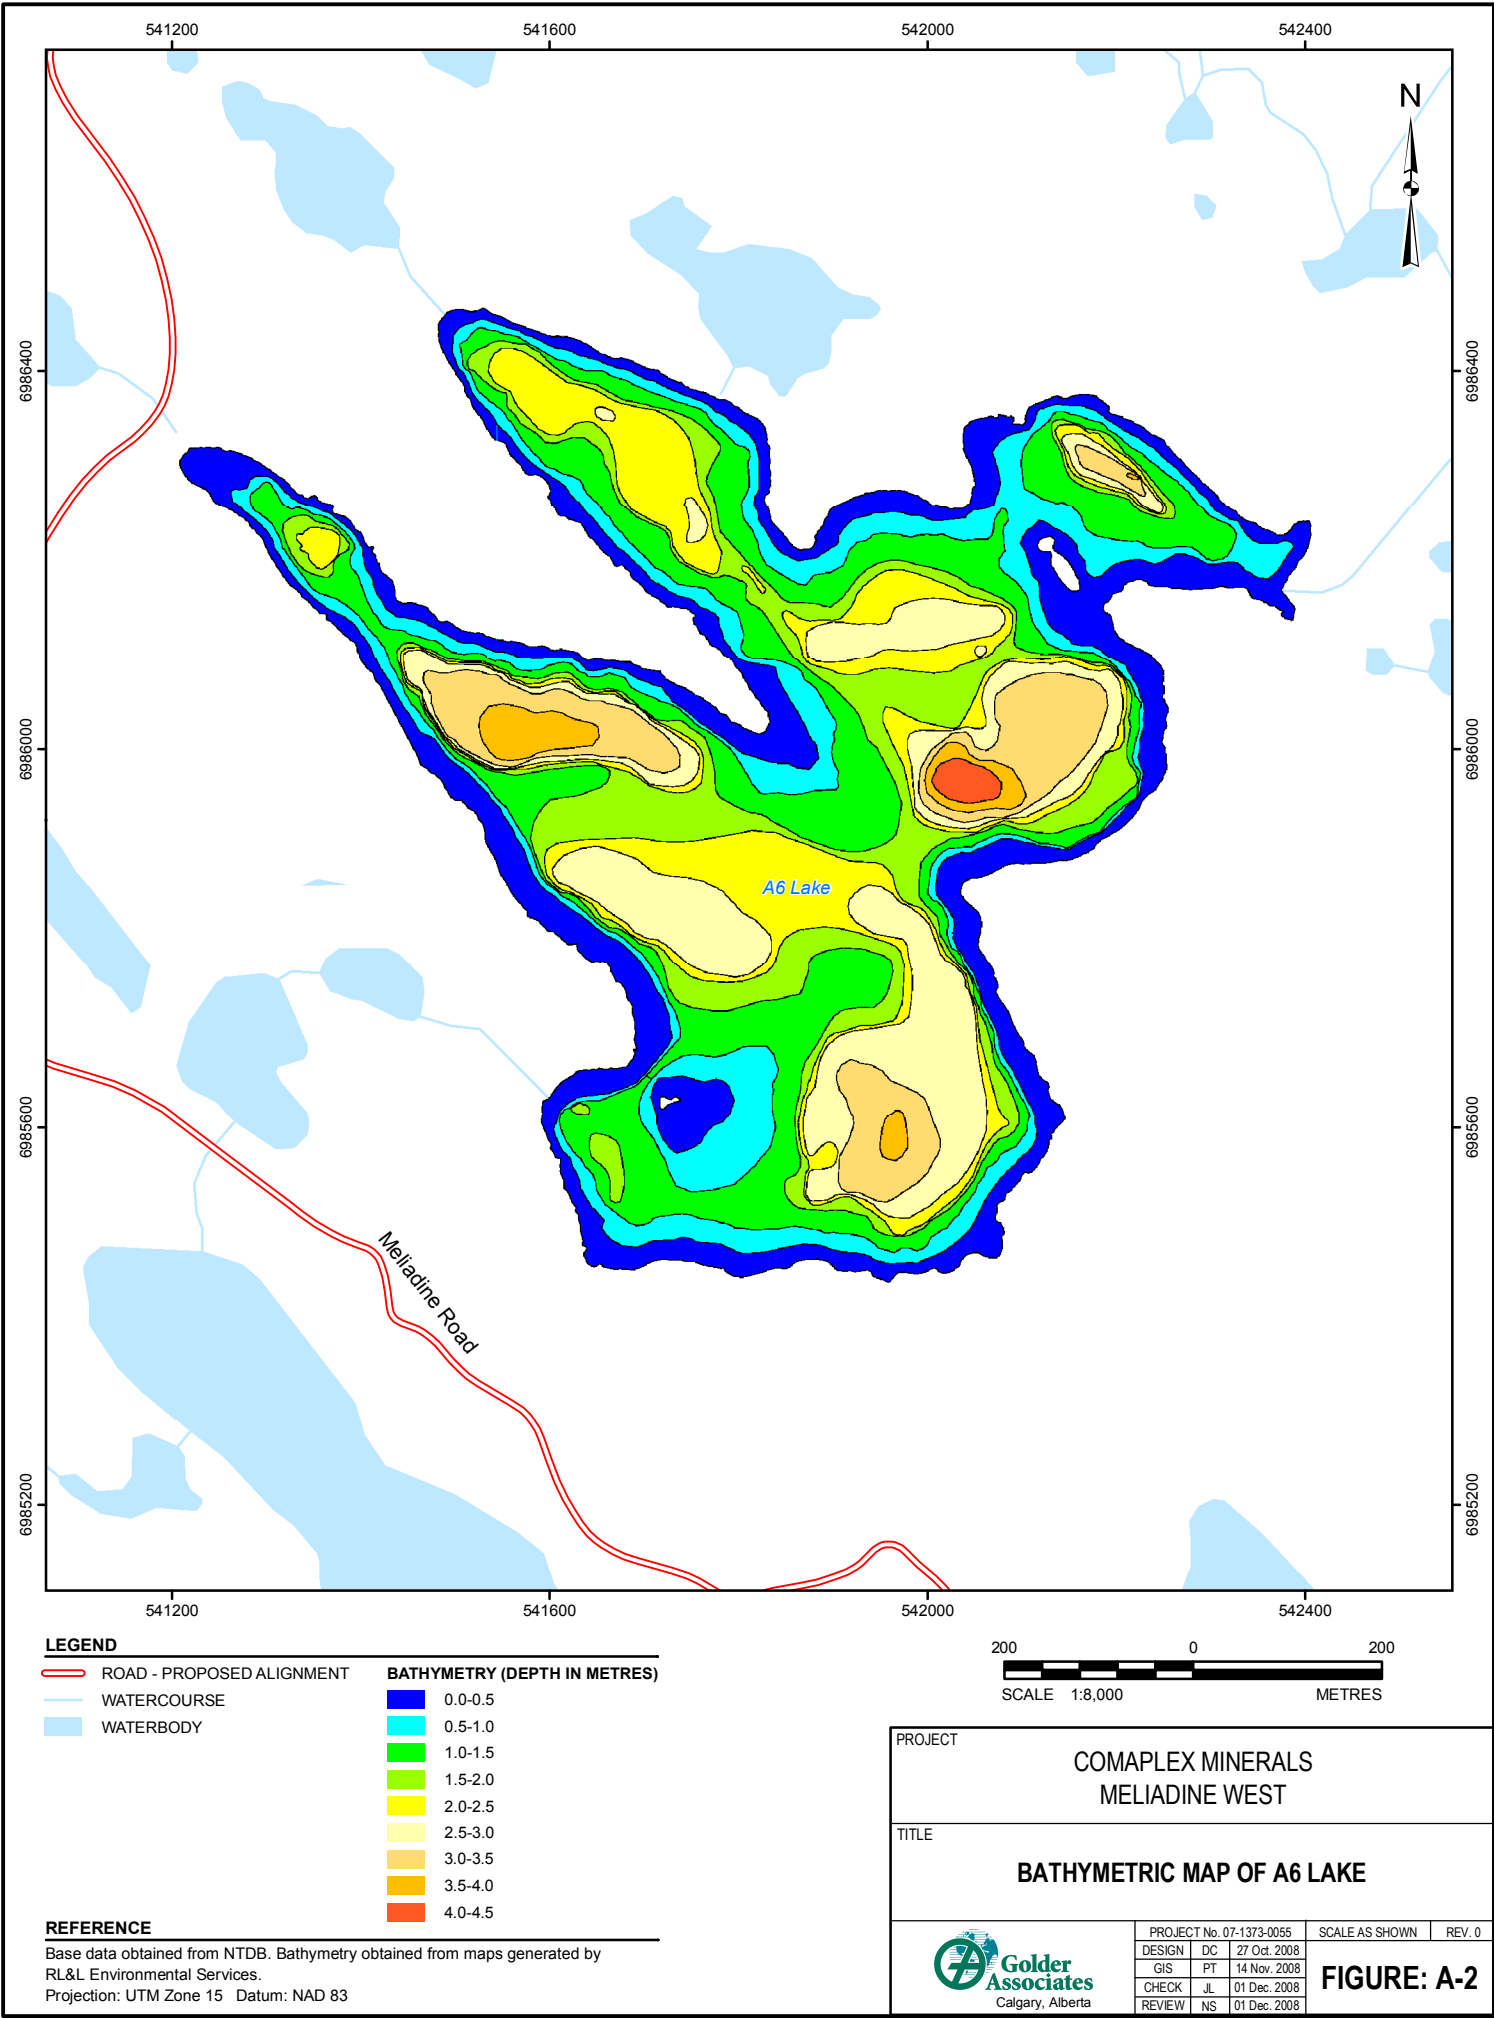 541200 541600 542000 542400
N
6986400 6986400
6986000 6986000
A6 Lake
6985600 6985600
Meliadine Road
6985200 6985200
541200 541600 542000 542400
LEGEND
ROAD - PROPOSED ALIGNMENT
WATERCOURSE
WATERBODY
BATHYMETRY (DEPTH IN METRES)
0.0-0.5
0.5-1.0
1.0-1.5
1.5-2.0
2.0-2.5
2.5-3.0
3.0-3.5
3.5-4.0
4.0-4.5
REFERENCE
Base data obtained from NTDB. Bathymetry obtained from maps generated by
RL&L Environmental Services.
Projection: UTM Zone 15 Datum: NAD 83
200 0 200
SCALE 1:8,000 METRES
PROJECT
COMAPLEX MINERALS
MELIADINE WEST
TITLE
BATHYMETRIC MAP OF A6 LAKE
Golder
Associates
Calgary, Alberta
PROJECT No. 07-1373-0055 SCALE AS SHOWN REV. 0
DESIGN DC 27 Oct. 2008
GIS PT 14 Nov. 2008
CHECK JL 01 Dec. 2008
REVIEW NS 01 Dec. 2008
FIGURE: A-2